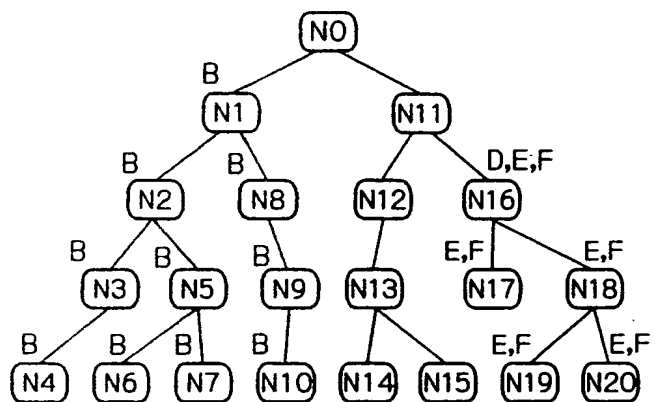 N0
B
N1 N11
B B D,E,F
N2 N8 N12 N16
B B B E,F E,F
N3 N5 N9 N13 N17 N18
B B B B E,F E,F
N4 N6 N7 N10 N14 N15 N19 N20